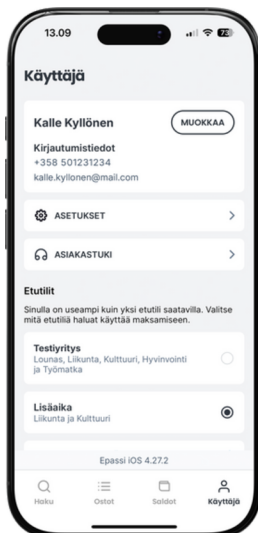 13.09
73
Käyttäjä
Kalle Kyllönen
MUOKKAA
Kirjautumistiedot
+358 501231234
kalle.kyllonen@mail.com
ASETUKSET
ASIAKASTUKI
Etutilit
Sinulla on useampi kuin yksi etutili saatavilla. Valitse
mitä etutiliä haluat käyttää maksamiseen.
Testiyritys
Lounas, Liikunta, Kulttuuri, Hyvinvointi
ja Työmatka
Lisäaika
Liikunta ja Kulttuuri
Epassi iOS 4.27.2
Haku
Ostot
Saldot
Käyttäjä